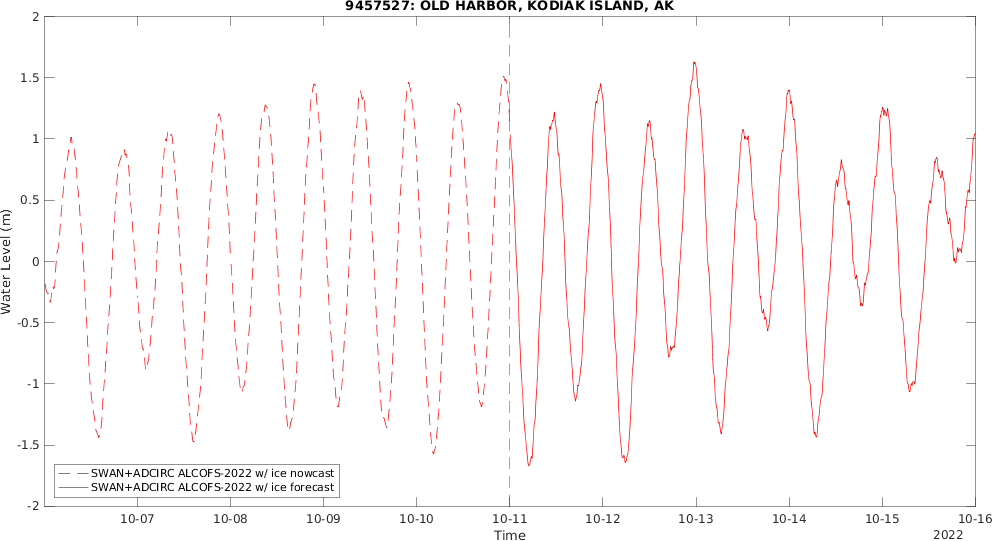 9457527: OLD HARBOR, KODIAK ISLAND, AK
2
1.5
1
0.5
0
-0.5
-1
-1.5
-2
Water Level (m)
SWAN+ADCIRC ALCOFS-2022 w/ ice nowcast
SWAN+ADCIRC ALCOFS-2022 w/ ice forecast
10-07 10-08 10-09 10-10 10-11 10-12 10-13 10-14 10-15 10-16
Time
2022